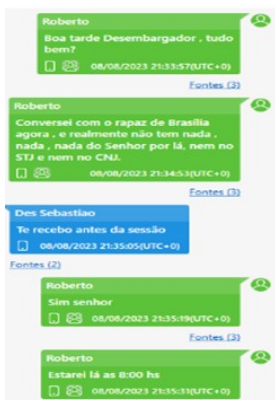 Roberto
Boa tarde Desembargador , tudo
bem?
08/08/2023 21:33:57(UTC+0)
Fontes (3)
Roberto
Conversei com o rapaz de Brasília
agora , e realmente não tem nada ,
nada , nada do Senhor por lá, nem no
STJ e nem no CNJ.
08/08/2023 21:34:53(UTC+0)
Fontes (3)
Des Sebastiao
Te recebo antes da sessão
08/08/2023 21:35:05(UTC+0)
Fontes (2)
Roberto
Sim senhor
08/08/2023 21:35:19(UTC+0)
Fontes (3)
Roberto
Estarei lá as 8:00 hs
08/08/2023 21:35:31(UTC+0)